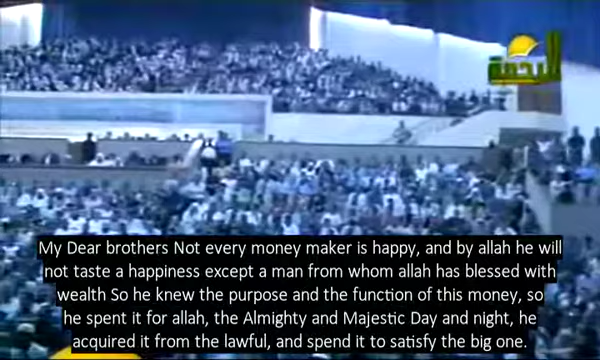 الرحمة
My Dear brothers Not every money maker is happy, and by allah he will
not taste a happiness except a man from whom allah has blessed with
wealth So he knew the purpose and the function of this money, so
he spent it for allah, the Almighty and Majestic Day and night, he
acquired it from the lawful, and spend it to satisfy the big one.